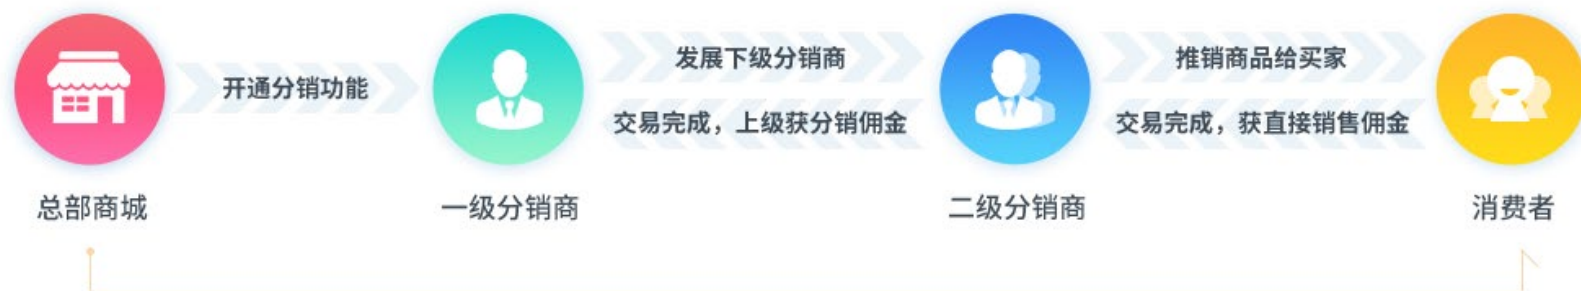 开通分销功能
发展下级分销商
交易完成，上级获分销佣金
推销商品给买家
交易完成，获直接销售佣金
总部商城
一级分销商
二级分销商
消费者